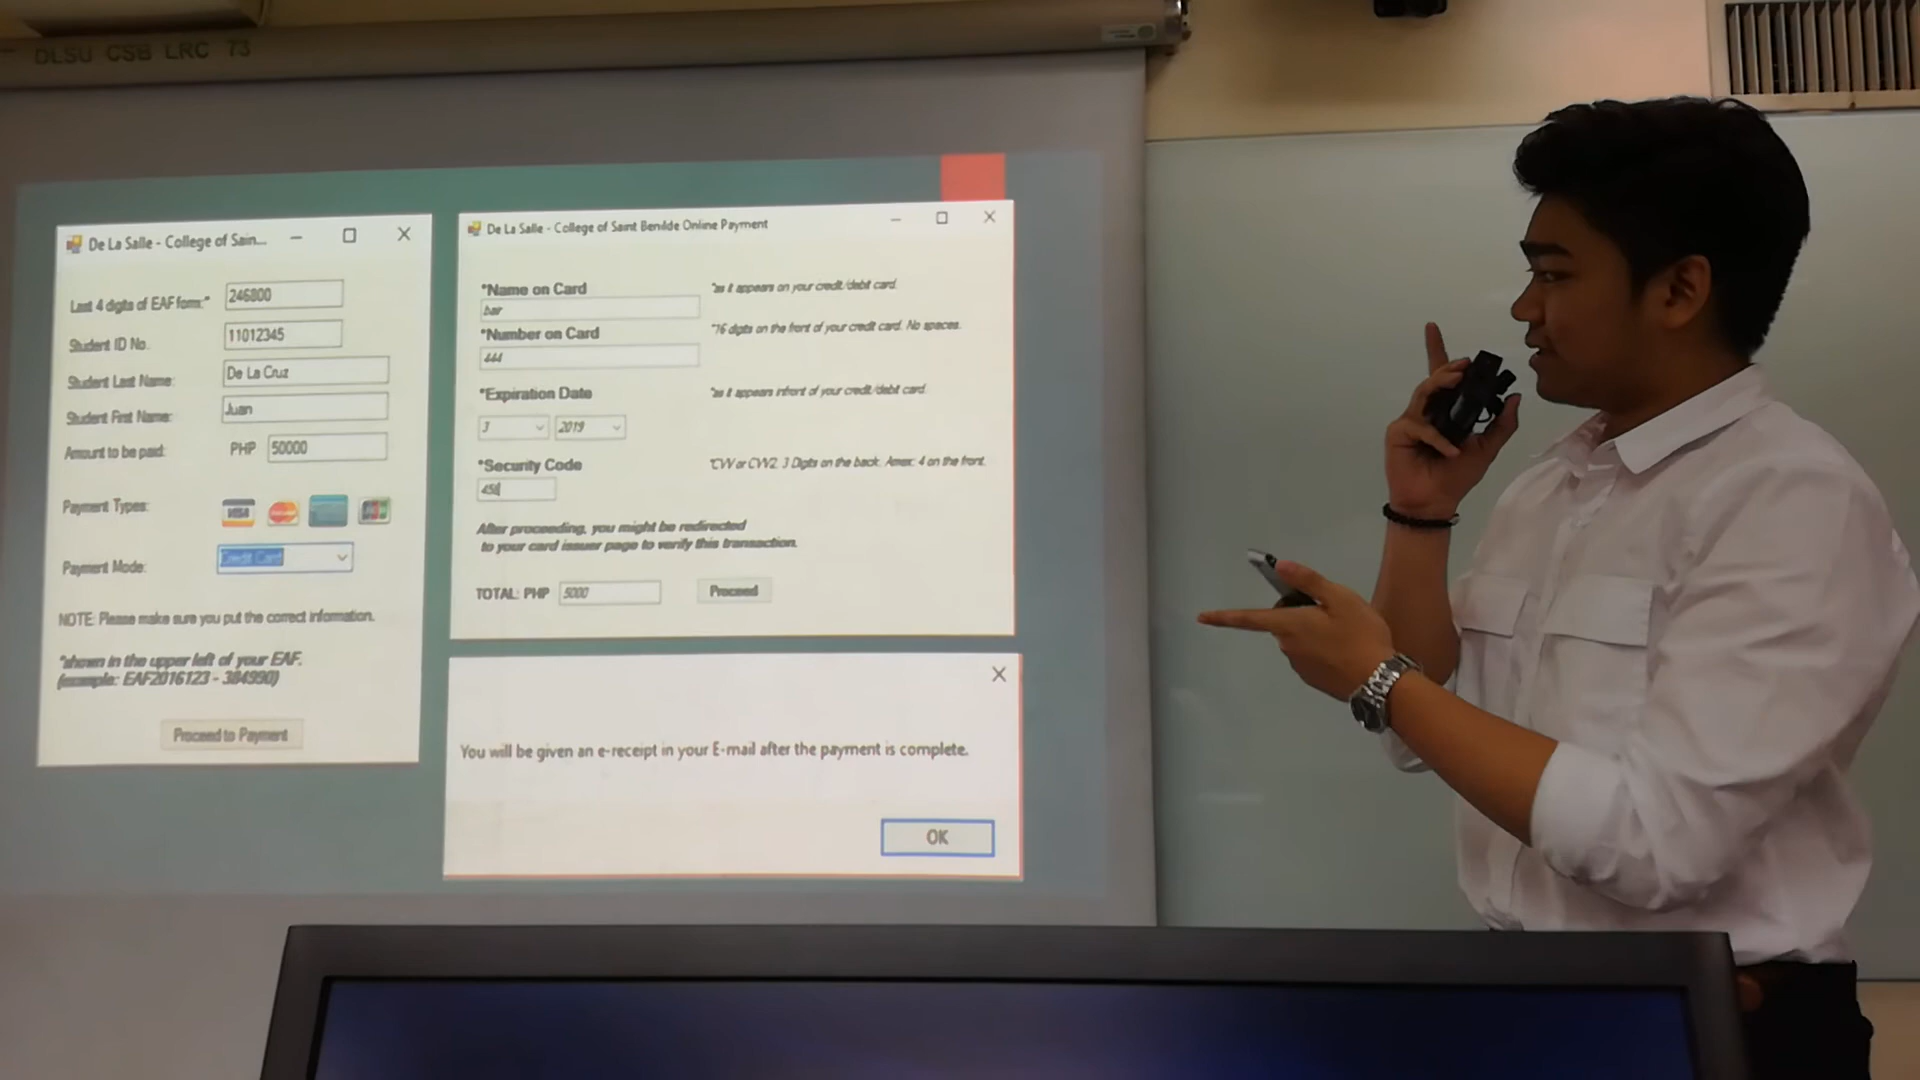 DLSU CSB LRC 73
De La Salle - College of Sain...
Last 4 digits of EAF form:*
246800
Student ID No.
11012345
Student Last Name:
De La Cruz
Student First Name:
Juan
Amount to be paid:
PHP
50000
Payment Types:
VISA
Payment Mode:
Credit Card
NOTE: Please make sure you put the correct information.
*shown in the upper left of your EAF.
(example: EAF2016123 - 384990)
Proceed to Payment
De La Salle - College of Saint Benilde Online Payment
*Name on Card
*as it appears on your credit/debit card.
bar
*Number on Card
*16 digits on the front of your credit card. No spaces.
444
*Expiration Date
*as it appears infront of your credit/debit card.
3
2019
*Security Code
*CVV or CVV2. 3 Digits on the back. Amex: 4 on the front.
458
After proceeding, you might be redirected
to your card issuer page to verify this transaction.
TOTAL: PHP
5000
Proceed
You will be given an e-receipt in your E-mail after the payment is complete.
OK